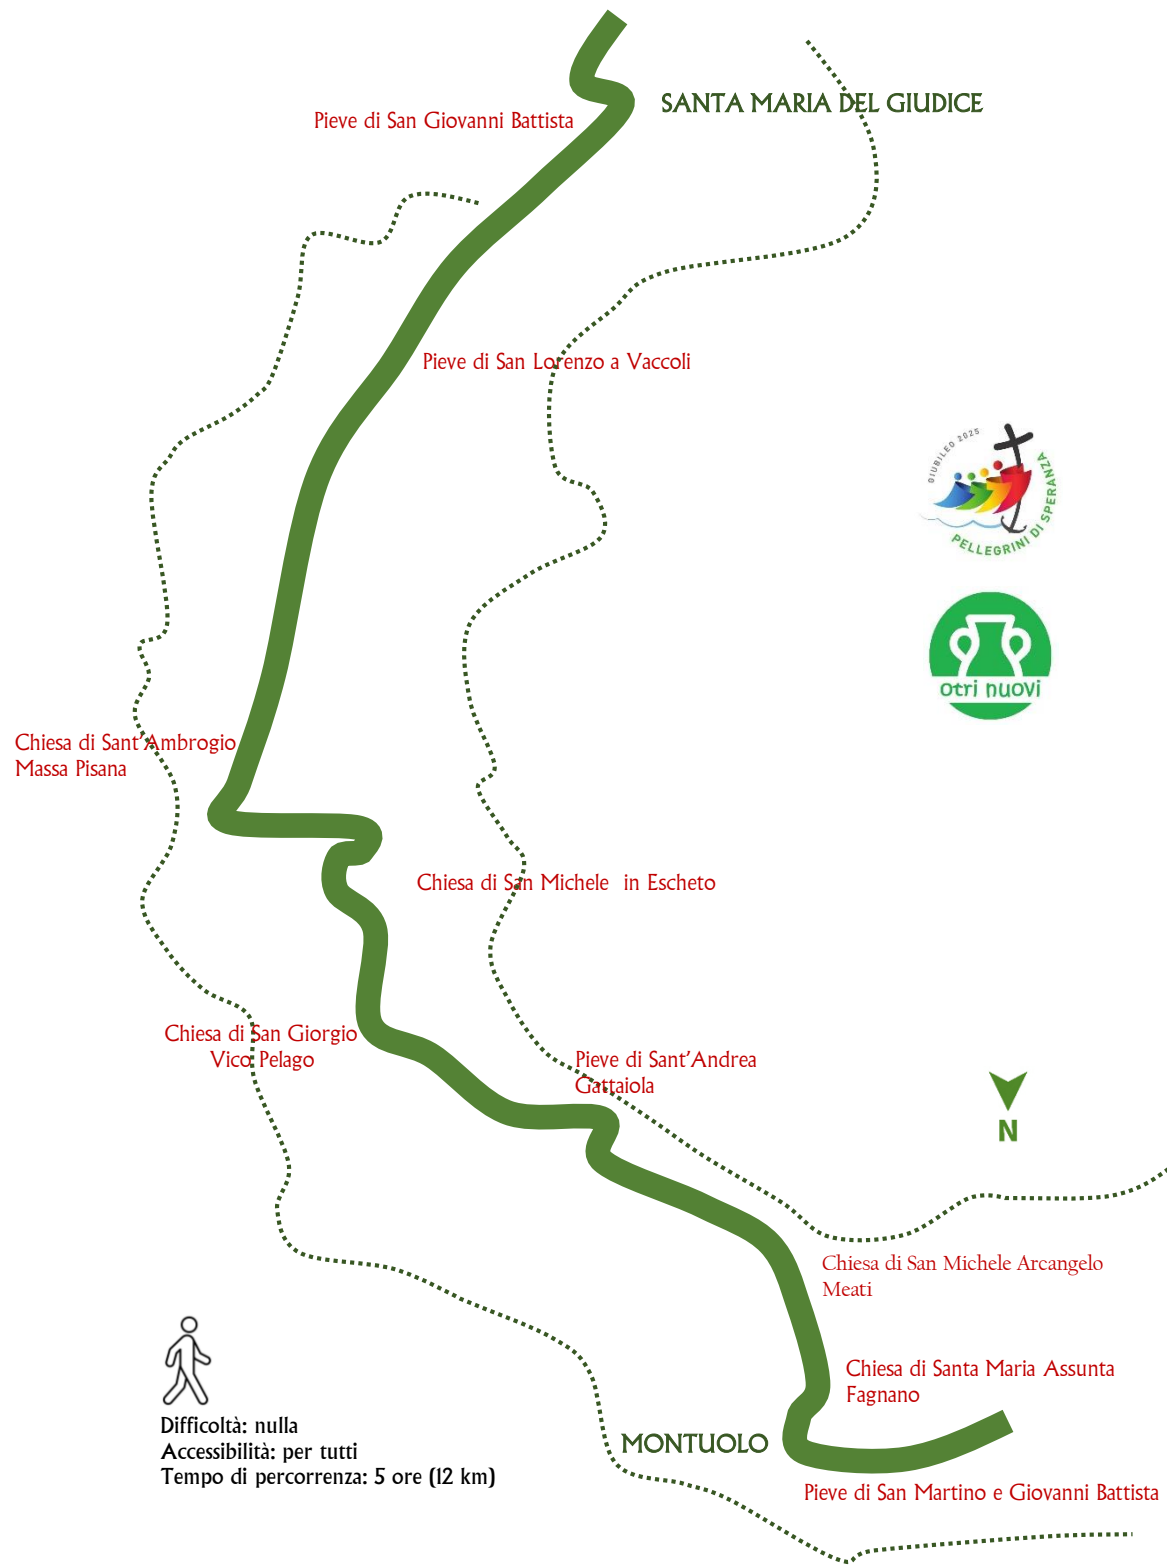 SANTA MARIA DEL GIUDICE
Pieve di San Giovanni Battista
Pieve di San Lorenzo a Vaccoli
GIUBILEO 2025
PELLEGRINI DI SPERANZA
otri nuovi
Chiesa di Sant'Ambrogio
Massa Pisana
Chiesa di San Michele in Escheto
Chiesa di San Giorgio
Vico Pelago
Pieve di Sant'Andrea
Gattaiola
N
Chiesa di San Michele Arcangelo
Meati
Chiesa di Santa Maria Assunta
Fagnano
MONTUOLO
Pieve di San Martino e Giovanni Battista
Difficoltà: nulla
Accessibilità: per tutti
Tempo di percorrenza: 5 ore (12 km)